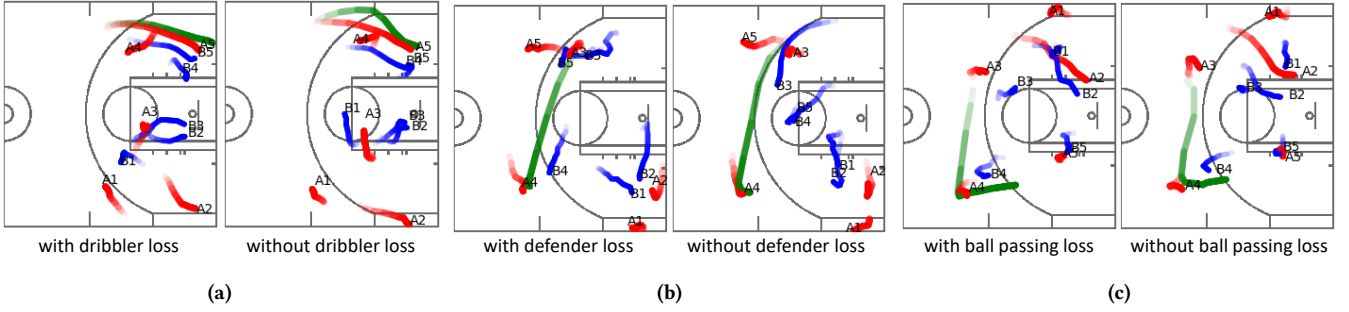 A4
A5
B5
B4
A3
B3
B2
B1
A1
A2
with dribbler loss
A4
A5
B5
B4
B1
A3
B3
B2
A1
A2
without dribbler loss
(a)
A5
A3
B3
B5
B4
A4
B2
A2
B1
A1
with defender loss
A5
A3
B3
B5
B4
B1
B2
A4
A2
A1
without defender loss
(b)
A1
B1
A3
A2
B3
B2
B5
A5
B4
A4
with ball passing loss
A1
A3
B1
A2
B3
B2
B5
A5
B4
A4
without ball passing loss
(c)